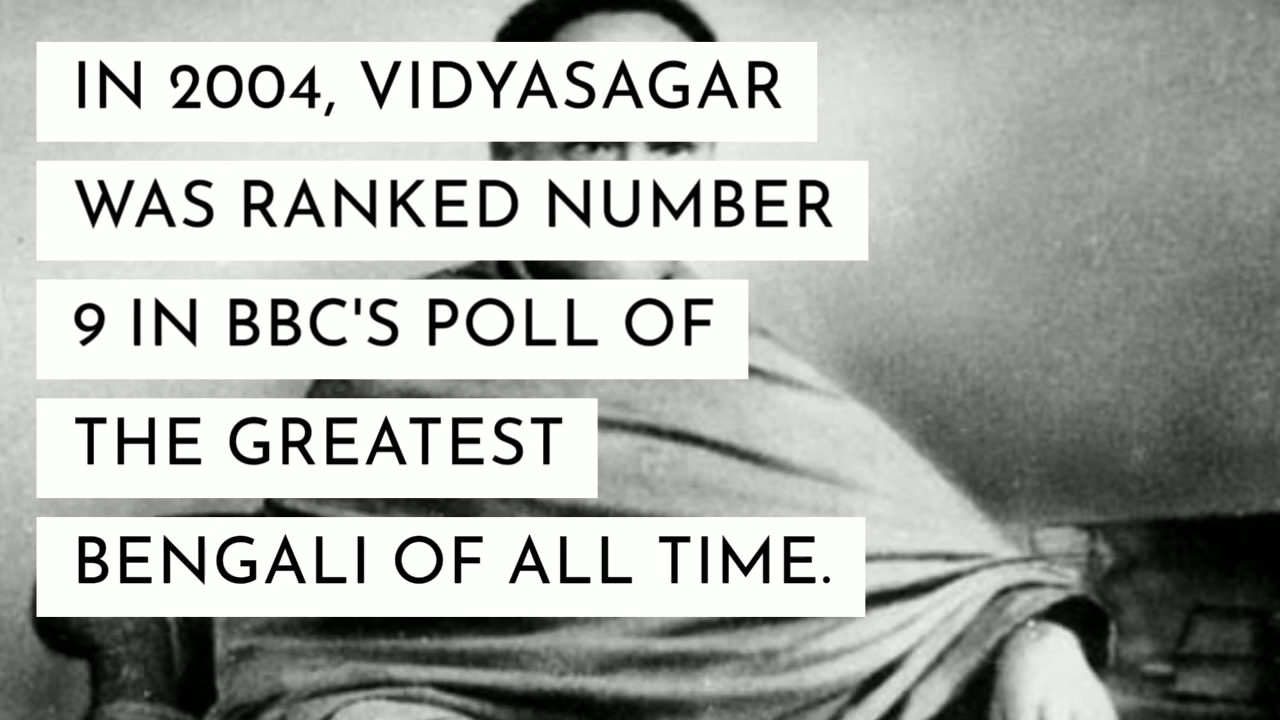 IN 2004, VIDYASAGAR
WAS RANKED NUMBER
9 IN BBC'S POLL OF
THE GREATEST
BENGALI OF ALL TIME.